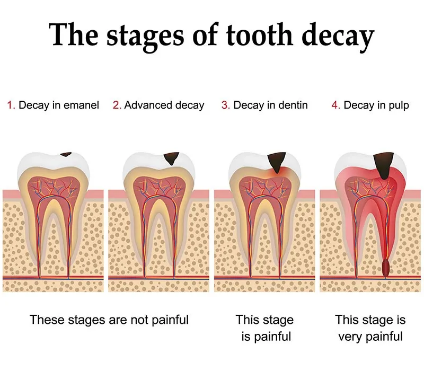 The stages of tooth decay
1. Decay in emanel
2. Advanced decay
3. Decay in dentin
4. Decay in pulp
These stages are not painful
This stage
is painful
This stage is
very painful